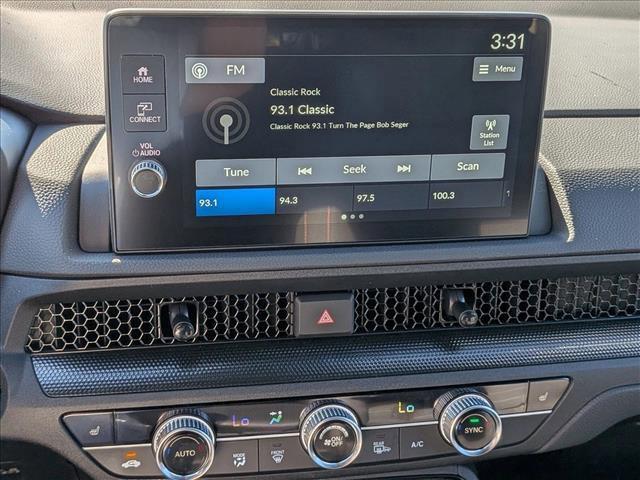 3:31
HOME
FM
Menu
Classic Rock
93.1 Classic
Classic Rock 93.1 Turn The Page Bob Seger
CONNECT
Station
List
VOL
AUDIO
Tune
Seek
Scan
93.1
94.3
97.5
100.3
1
Lo
Lo
AUTO
MODE
FRONT
ON/
OFF
REAR
A/C
SYNC